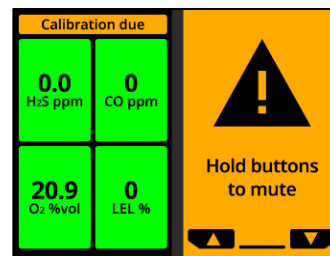 Calibration due
0.0
H₂S ppm
0
CO ppm
20.9
O₂ %vol
0
LEL %
!
Hold buttons
to mute